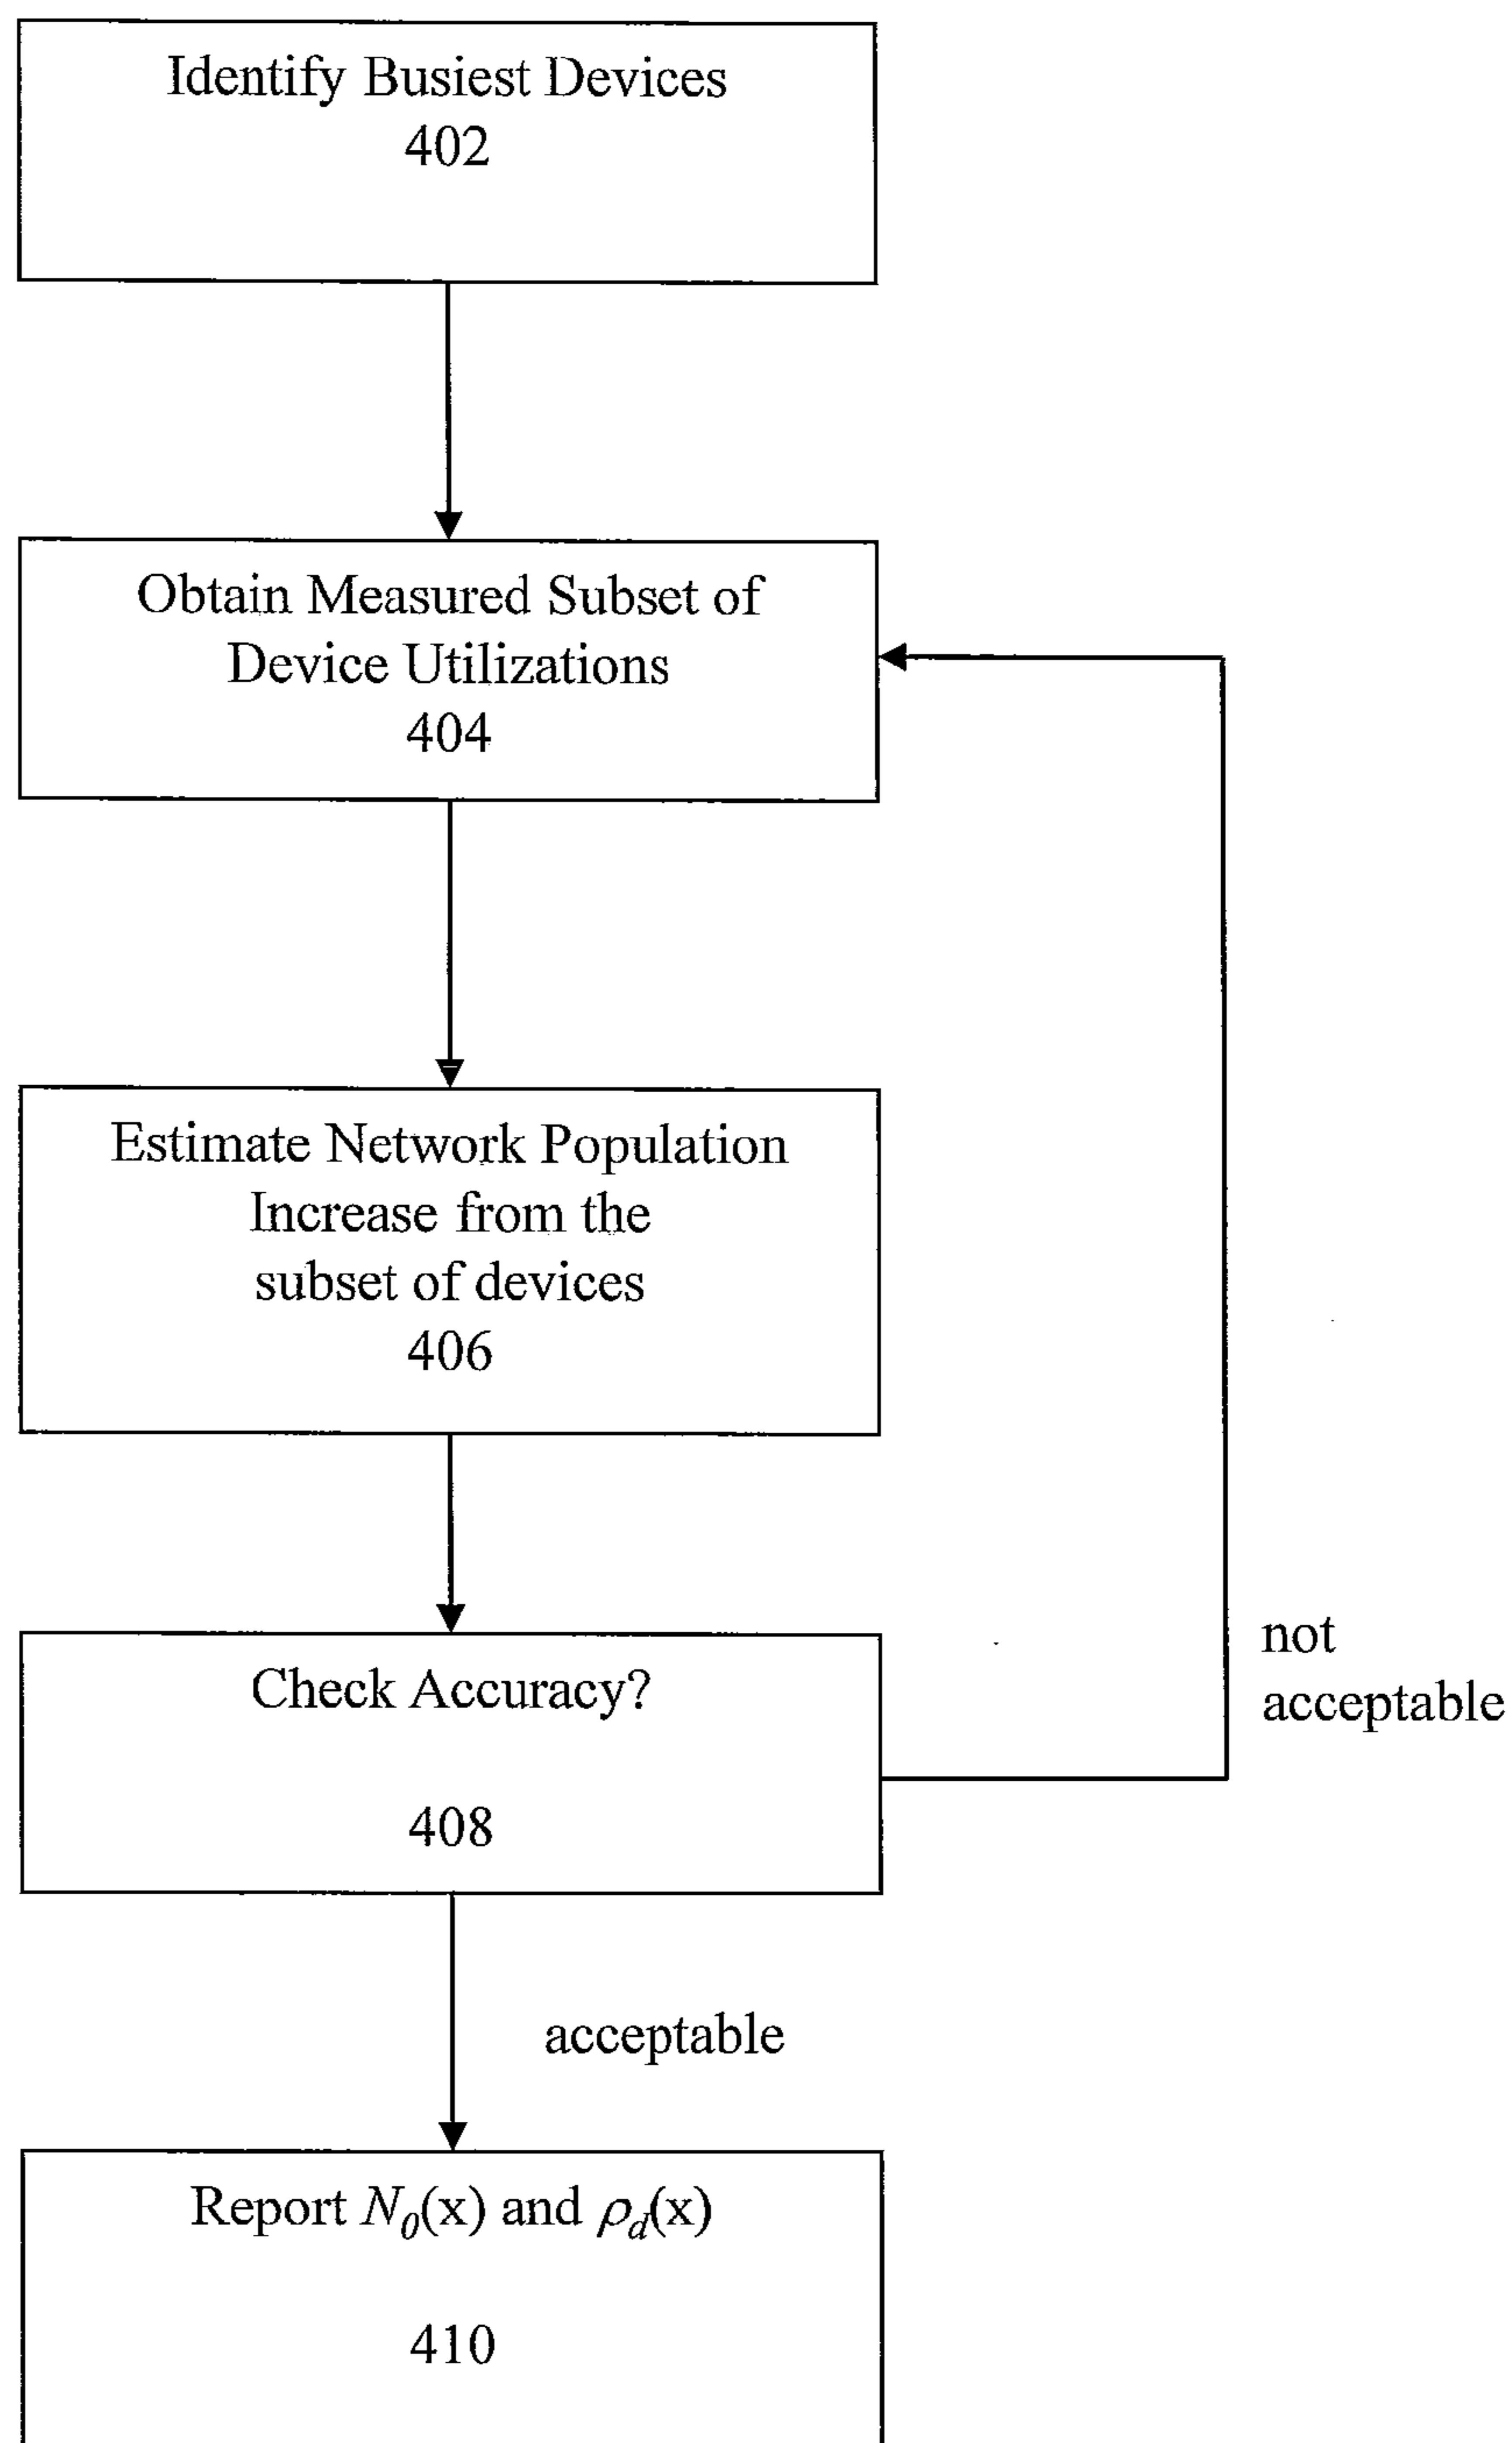 Identify Busiest Devices
402
Obtain Measured Subset of
Device Utilizations
404
Estimate Network Population
Increase from the
subset of devices
406
Check Accuracy?
408
not
acceptable
acceptable
Report N₀(x) and ρ_d(x)
410